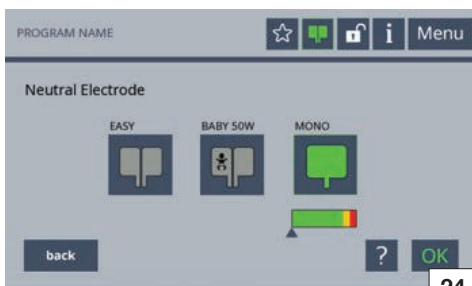 PROGRAM NAME
i Menu
Neutral Electrode
EASY BABY 50W MONO
back ? OK
24